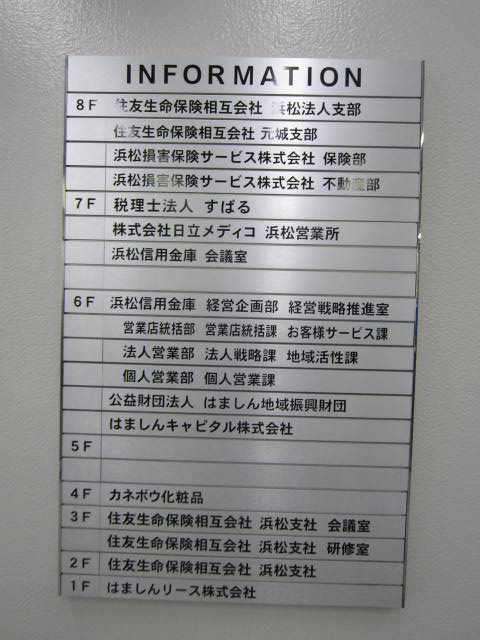 INFORMATION
8F 住友生命保険相互会社 浜松法人支部
住友生命保険相互会社 元城支部
浜松損害保険サービス株式会社 保険部
浜松損害保険サービス株式会社 不動産部
7F 税理士法人 すばる
株式会社日立メディコ 浜松営業所
浜松信用金庫 会議室
6F 浜松信用金庫 経営企画部 経営戦略推進室
営業店統括部 営業店統括課 お客様サービス課
法人営業部 法人戦略課 地域活性課
個人営業部 個人営業課
公益財団法人 はましん地域振興財団
はましんキャピタル株式会社
5F
4F カネボウ化粧品
3F 住友生命保険相互会社 浜松支社 会議室
住友生命保険相互会社 浜松支社 研修室
2F 住友生命保険相互会社 浜松支社
1F はましんリース株式会社